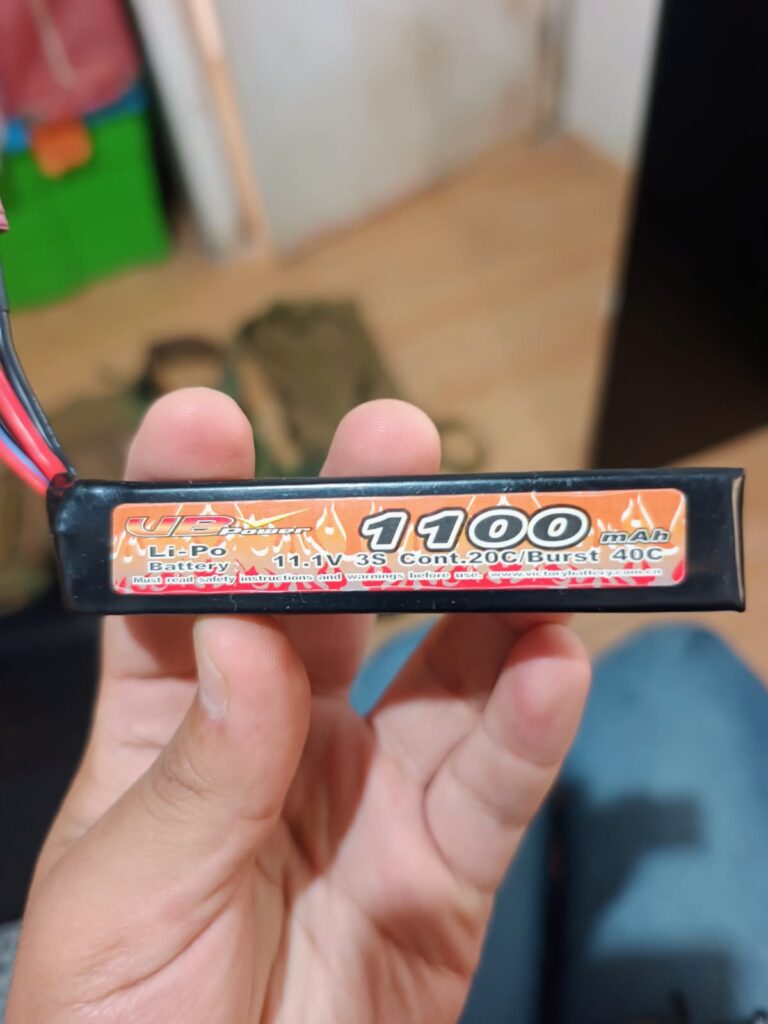 VB Power
1100 mAh
Li-Po
Battery
11.1V 3S Cont.20C/Burst 40C
Must read safety instructions and warnings before use; www.victorybattery.com.cn